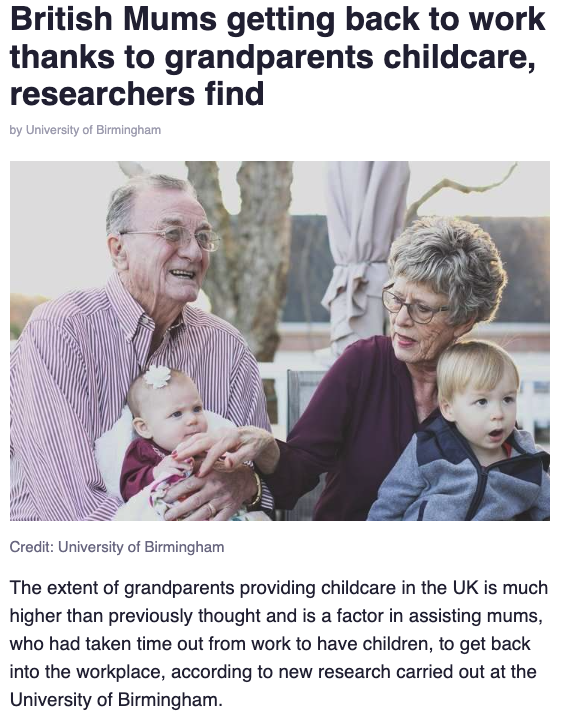 British Mums getting back to work
thanks to grandparents childcare,
researchers find
by University of Birmingham
Credit: University of Birmingham
The extent of grandparents providing childcare in the UK is much
higher than previously thought and is a factor in assisting mums,
who had taken time out from work to have children, to get back
into the workplace, according to new research carried out at the
University of Birmingham.